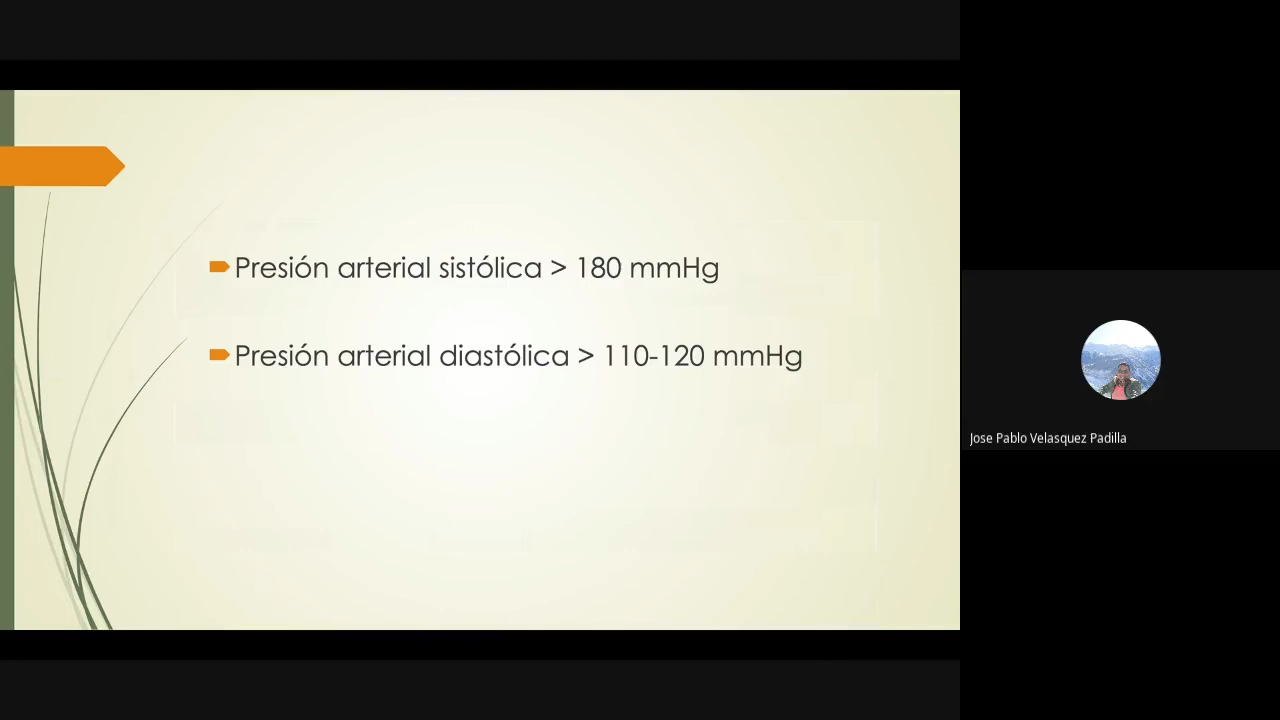 Presión arterial sistólica > 180 mmHg
Presión arterial diastólica > 110-120 mmHg
Jose Pablo Velasquez Padilla